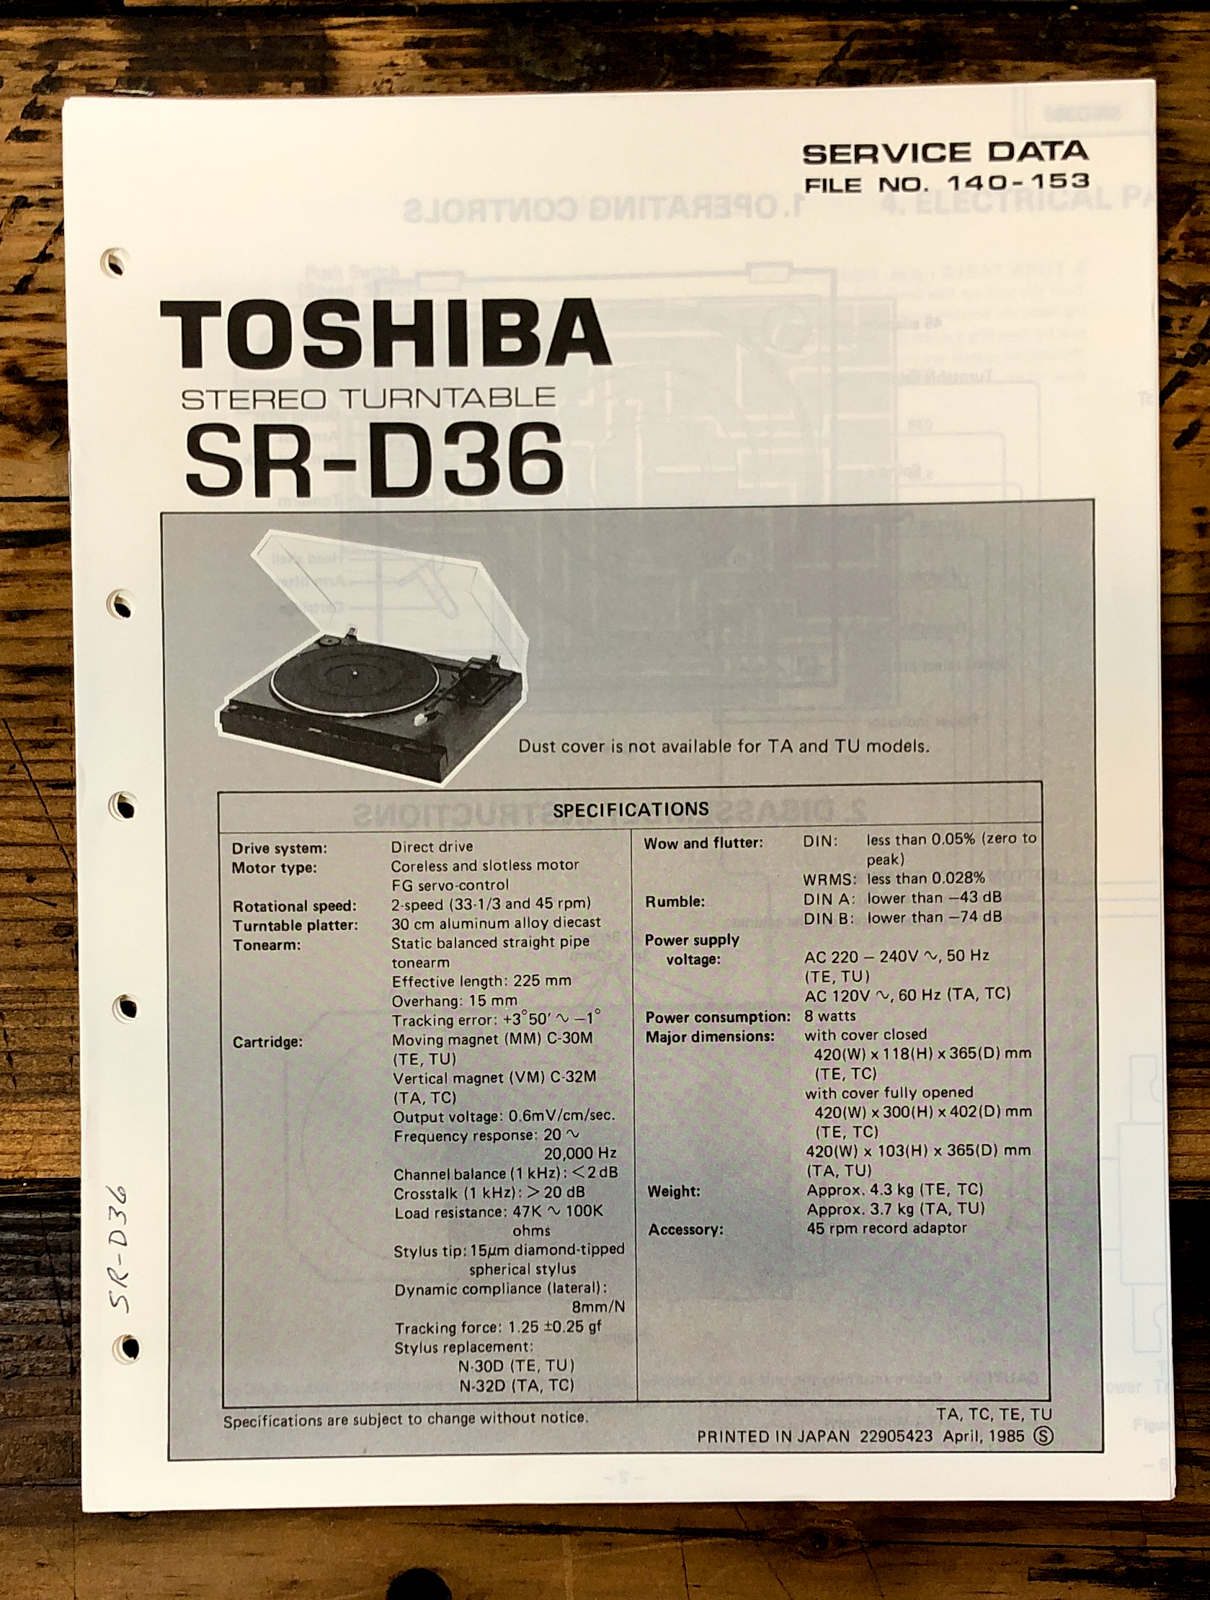 SERVICE DATA
FILE NO. 140-153
TOSHIBA
STEREO TURNTABLE
SR-D36
Dust cover is not available for TA and TU models.
SPECIFICATIONS
Drive system: Direct drive
Motor type: Coreless and slotless motor
FG servo-control
Rotational speed: 2-speed (33-1/3 and 45 rpm)
Turntable platter: 30 cm aluminum alloy diecast
Tonearm: Static balanced straight pipe
tonearm
Effective length: 225 mm
Overhang: 15 mm
Tracking error: +3°50′ ∿ −1°
Cartridge: Moving magnet (MM) C-30M
(TE, TU)
Vertical magnet (VM) C-32M
(TA, TC)
Output voltage: 0.6mV/cm/sec.
Frequency response: 20 ∿
20,000 Hz
Channel balance (1 kHz): <2dB
Crosstalk (1 kHz): >20 dB
Load resistance: 47K ∿ 100K
ohms
Stylus tip: 15μm diamond-tipped
spherical stylus
Dynamic compliance (lateral):
8mm/N
Tracking force: 1.25 ±0.25 gf
Stylus replacement:
N-30D (TE, TU)
N-32D (TA, TC)
Wow and flutter: DIN: less than 0.05% (zero to
peak)
WRMS: less than 0.028%
Rumble: DIN A: lower than −43 dB
DIN B: lower than −74 dB
Power supply
voltage: AC 220 − 240V ∿, 50 Hz
(TE, TU)
AC 120V ∿, 60 Hz (TA, TC)
Power consumption: 8 watts
Major dimensions: with cover closed
420(W) x 118(H) x 365(D) mm
(TE, TC)
with cover fully opened
420(W) x 300(H) x 402(D) mm
(TE, TC)
420(W) x 103(H) x 365(D) mm
(TA, TU)
Weight: Approx. 4.3 kg (TE, TC)
Approx. 3.7 kg (TA, TU)
Accessory: 45 rpm record adaptor
Specifications are subject to change without notice.
TA, TC, TE, TU
PRINTED IN JAPAN 22905423 April, 1985 Ⓢ
SR-D36
1. OPERATING CONTROLS
4. ELECTRICAL PA